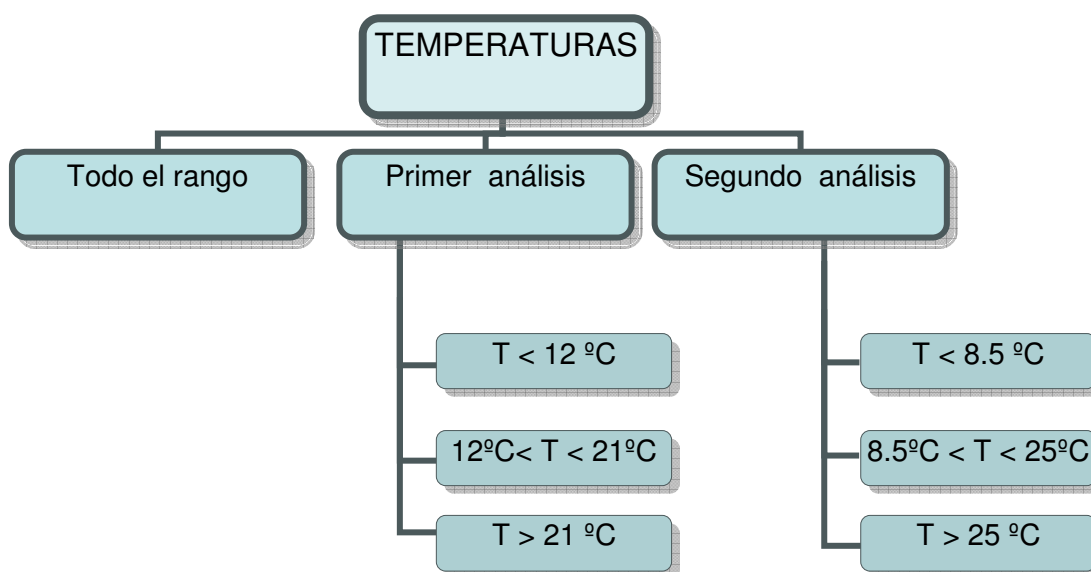 TEMPERATURAS
Todo el rango
Primer análisis
Segundo análisis
T < 12 ºC
12ºC< T < 21ºC
T > 21 ºC
T < 8.5 ºC
8.5ºC < T < 25ºC
T > 25 ºC